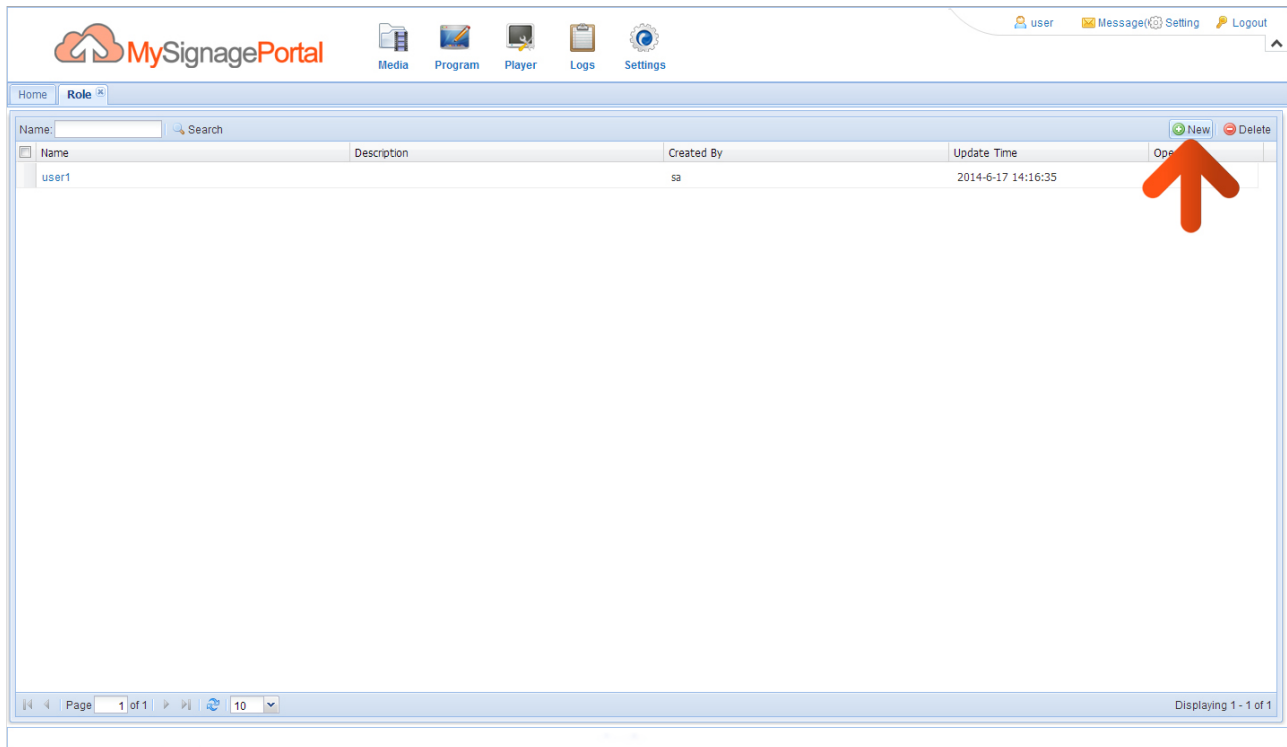 MySignagePortal
Media Program Player Logs Settings
user Message( Setting Logout
Home Role
Name: Search New Delete
Name Description Created By Update Time
user1 sa 2014-6-17 14:16:35
Page 1 of 1 10 Displaying 1 - 1 of 1